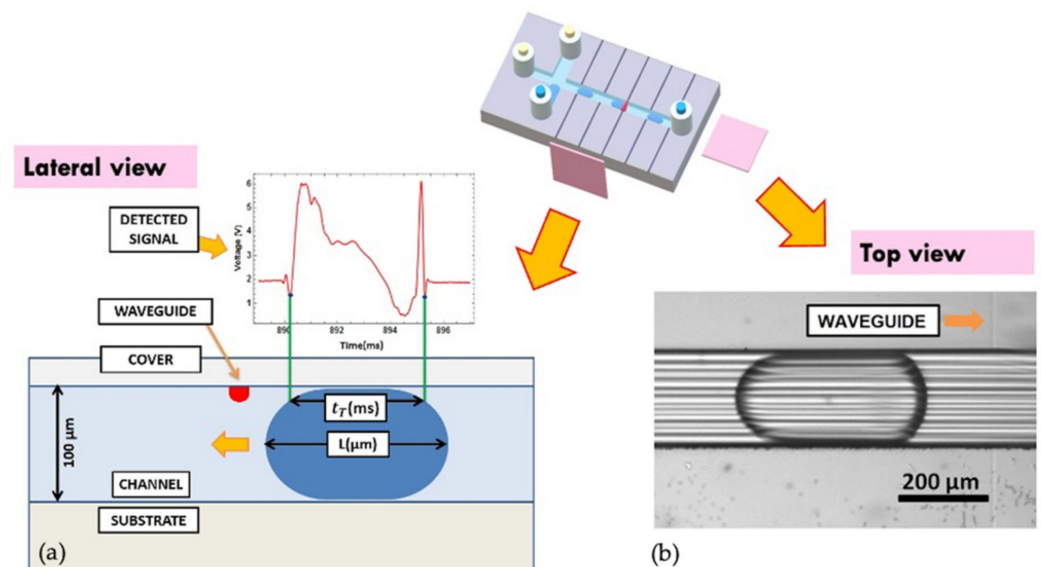 Lateral view
DETECTED
SIGNAL
WAVEGUIDE
COVER
Voltage (V)
6
5
4
3
2
1
890
892
894
896
Time(ms)
100 µm
tT(ms)
L(µm)
CHANNEL
SUBSTRATE
(a)
Top view
WAVEGUIDE
200 µm
(b)